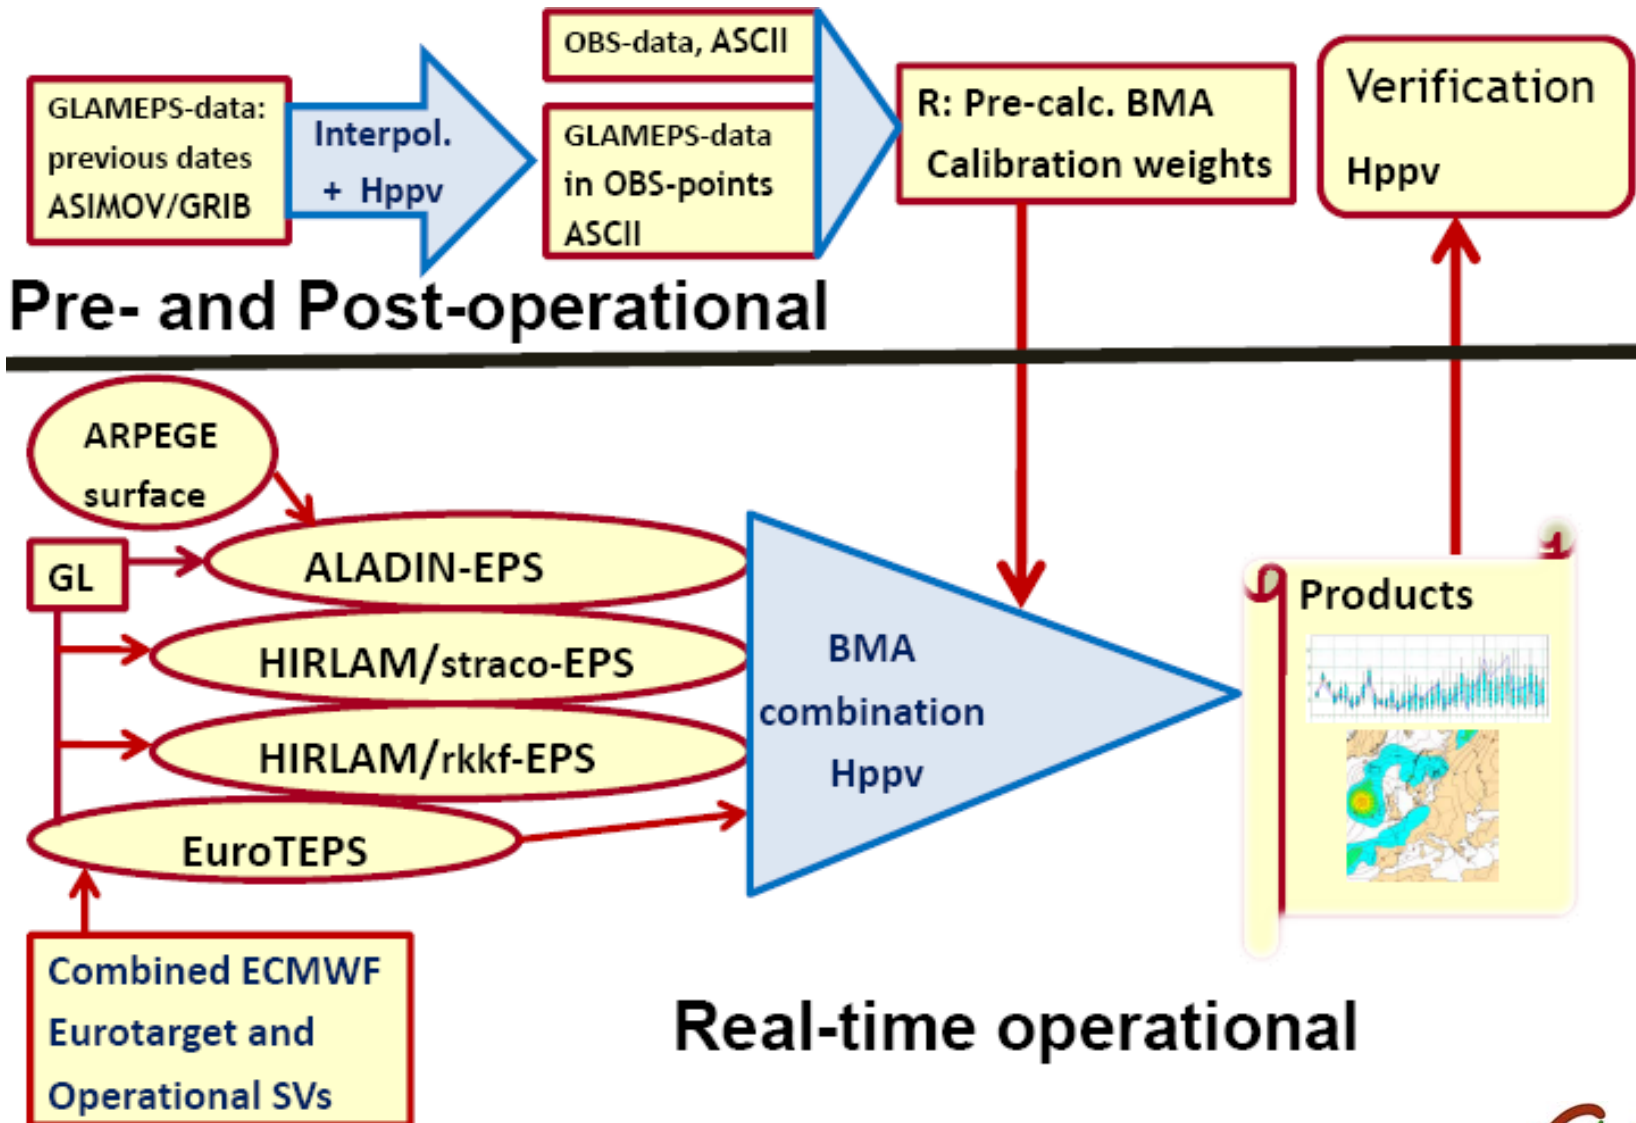 GLAMEPS-data:
previous dates
ASIMOV/GRIB
Interpol.
+ Hppv
OBS-data, ASCII
GLAMEPS-data
in OBS-points
ASCII
R: Pre-calc. BMA
Calibration weights
Verification
Hppv
Pre- and Post-operational
ARPEGE
surface
GL
ALADIN-EPS
HIRLAM/straco-EPS
HIRLAM/rkkf-EPS
EuroTEPS
BMA
combination
Hppv
Products
Combined ECMWF
Eurotarget and
Operational SVs
Real-time operational